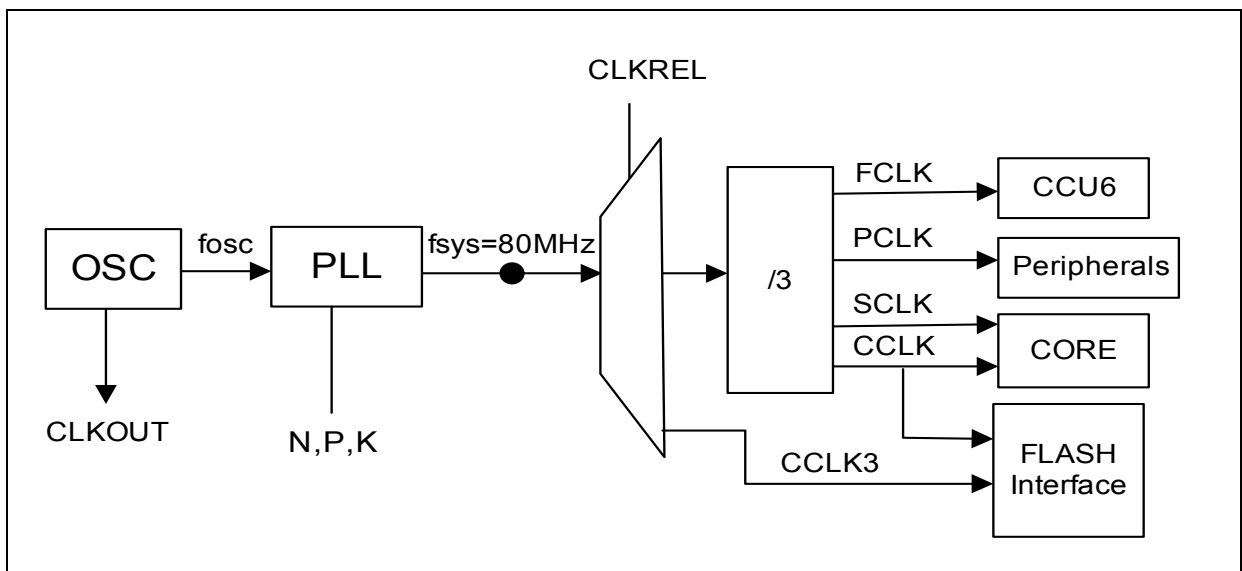 CLKREL
FCLK
CCU6
fosc
fsys=80MHz
PCLK
OSC
PLL
/3
Peripherals
SCLK
CCLK
CORE
CLKOUT
N,P,K
CCLK3
FLASH
Interface